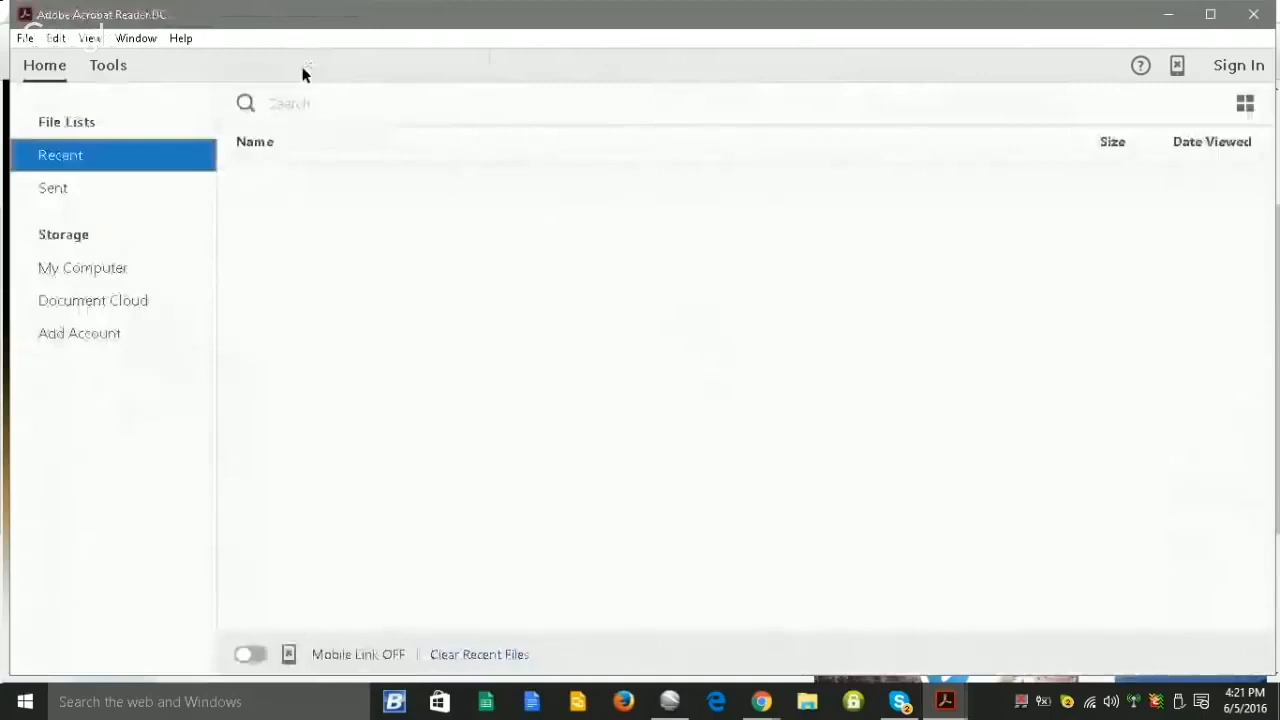 Adobe Acrobat Reader DC
File Edit View Window Help
Home Tools Sign In
Search
File Lists
Name Size Date Viewed
Recent
Sent
Storage
My Computer
Document Cloud
Add Account
Mobile Link OFF Clear Recent Files
Search the web and Windows
4:21 PM
6/5/2016